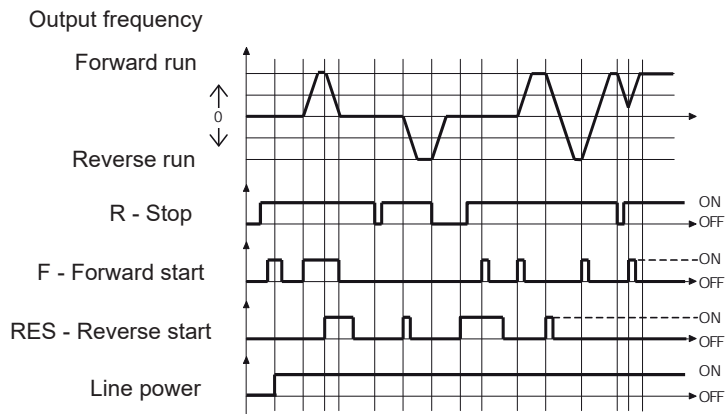 Output frequency
Forward run
0
Reverse run
R - Stop
ON
OFF
F - Forward start
ON
OFF
RES - Reverse start
ON
OFF
Line power
ON
OFF